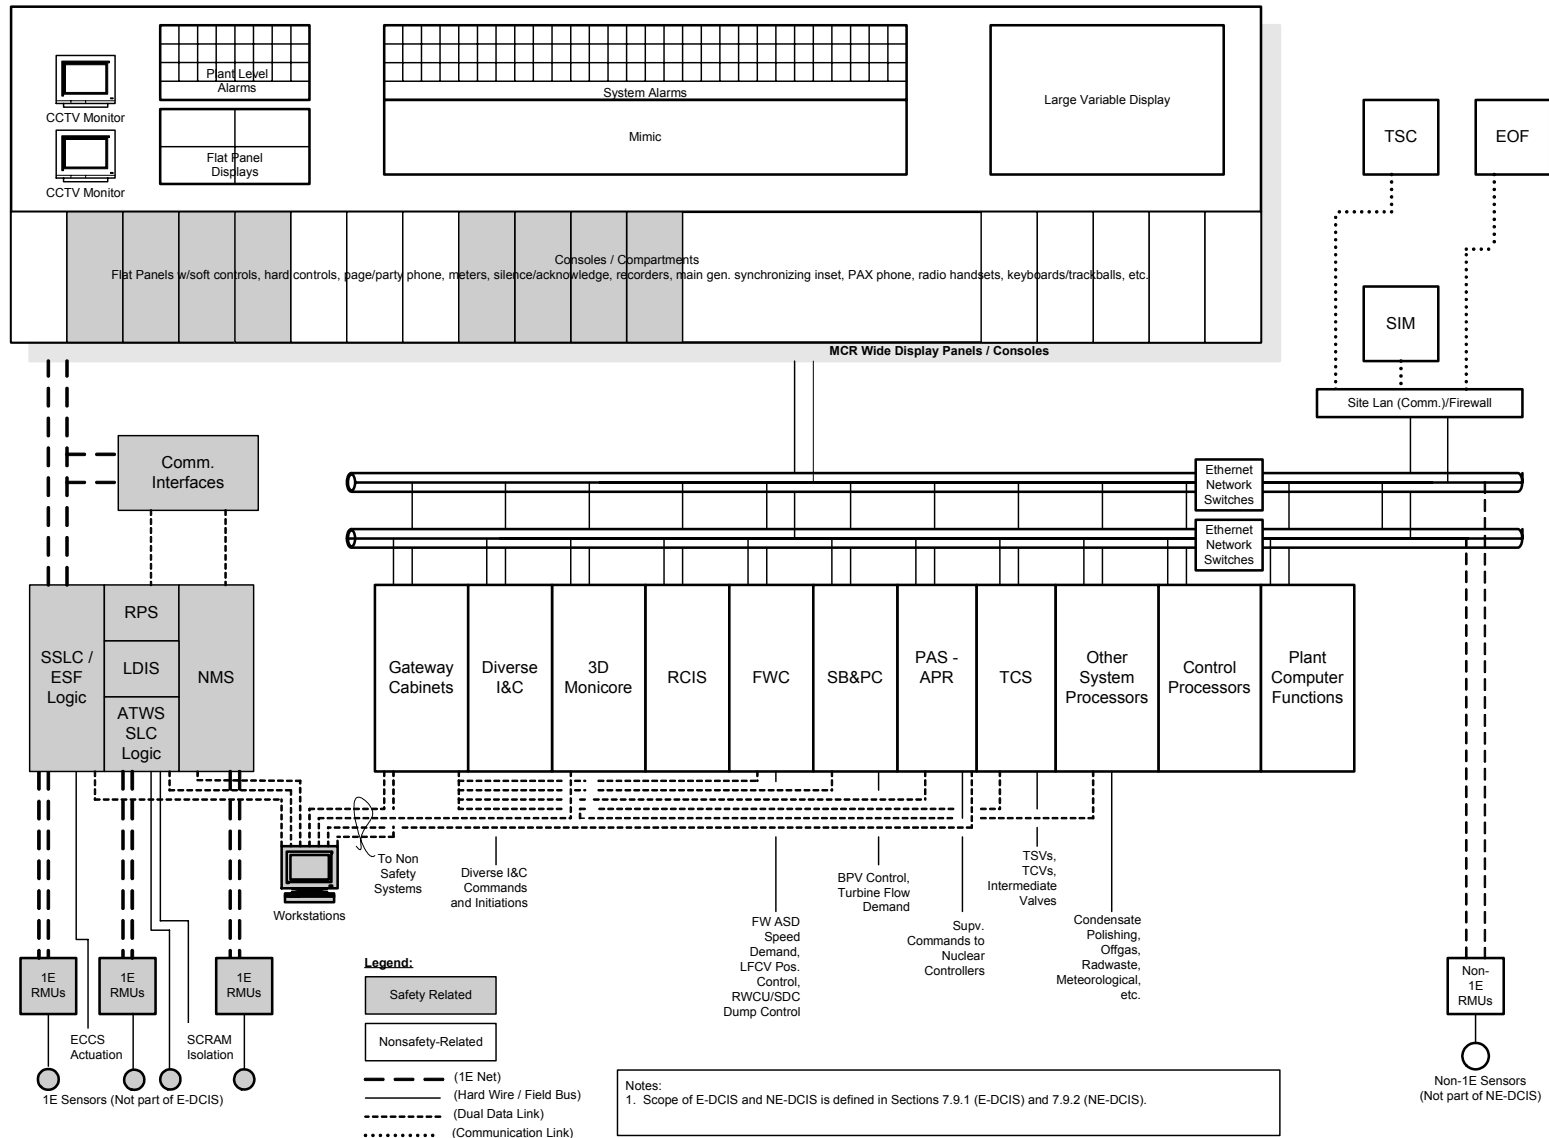 CCTV Monitor
CCTV Monitor
Plant Level
Alarms
Flat Panel
Displays
System Alarms
Mimic
Large Variable Display
TSC
EOF
Consoles / Compartments
Flat Panels w/soft controls, hard controls, page/party phone, meters, silence/acknowledge, recorders, main gen. synchronizing inset, PAX phone, radio handsets, keyboards/trackballs, etc.
SIM
MCR Wide Display Panels / Consoles
Site Lan (Comm.)/Firewall
Comm.
Interfaces
Ethernet
Network
Switches
Ethernet
Network
Switches
SSLC /
ESF
Logic
RPS
LDIS
ATWS
SLC
Logic
NMS
Gateway
Cabinets
Diverse
I&C
3D
Monicore
RCIS
FWC
SB&PC
PAS -
APR
TCS
Other
System
Processors
Control
Processors
Plant
Computer
Functions
Workstations
To Non
Safety
Systems
Diverse I&C
Commands
and Initiations
FW ASD
Speed
Demand,
LFCV Pos.
Control,
RWCU/SDC
Dump Control
BPV Control,
Turbine Flow
Demand
Supv.
Commands to
Nuclear
Controllers
TSVs,
TCVs,
Intermediate
Valves
Condensate
Polishing,
Offgas,
Radwaste,
Meteorological,
etc.
1E
RMUs
1E
RMUs
1E
RMUs
Non-
1E
RMUs
ECCS
Actuation
SCRAM
Isolation
1E Sensors (Not part of E-DCIS)
Non-1E Sensors
(Not part of NE-DCIS)
Legend:
Safety Related
Nonsafety-Related
(1E Net)
(Hard Wire / Field Bus)
(Dual Data Link)
(Communication Link)
Notes:
1. Scope of E-DCIS and NE-DCIS is defined in Sections 7.9.1 (E-DCIS) and 7.9.2 (NE-DCIS).